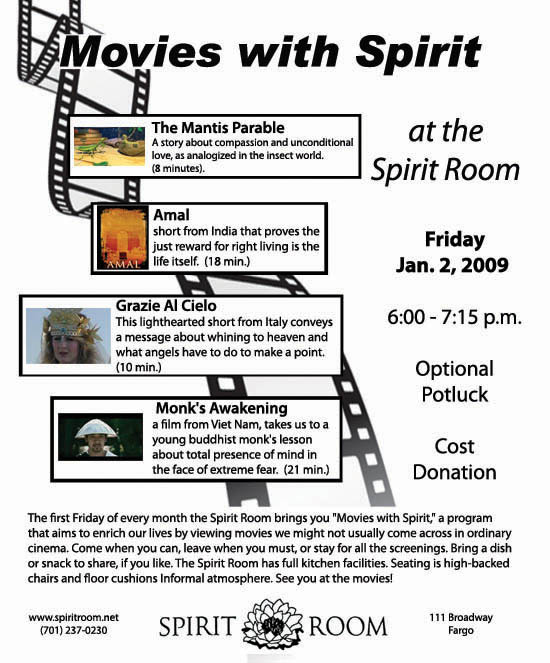 Movies with Spirit
at the
Spirit Room
The Mantis Parable
A story about compassion and unconditional
love, as analogized in the insect world.
(8 minutes).
AMAL
Amal
short from India that proves the
just reward for right living is the
life itself. (18 min.)
Grazie Al Cielo
This lighthearted short from Italy conveys
a message about whining to heaven and
what angels have to do to make a point.
(10 min.)
Monk's Awakening
a film from Viet Nam, takes us to a
young buddhist monk's lesson
about total presence of mind in
the face of extreme fear. (21 min.)
Friday
Jan. 2, 2009
6:00 - 7:15 p.m.
Optional
Potluck
Cost
Donation
The first Friday of every month the Spirit Room brings you "Movies with Spirit," a program
that aims to enrich our lives by viewing movies we might not usually come across in ordinary
cinema. Come when you can, leave when you must, or stay for all the screenings. Bring a dish
or snack to share, if you like. The Spirit Room has full kitchen facilities. Seating is high-backed
chairs and floor cushions Informal atmosphere. See you at the movies!
www.spiritroom.net
(701) 237-0230
SPIRIT ROOM
111 Broadway
Fargo